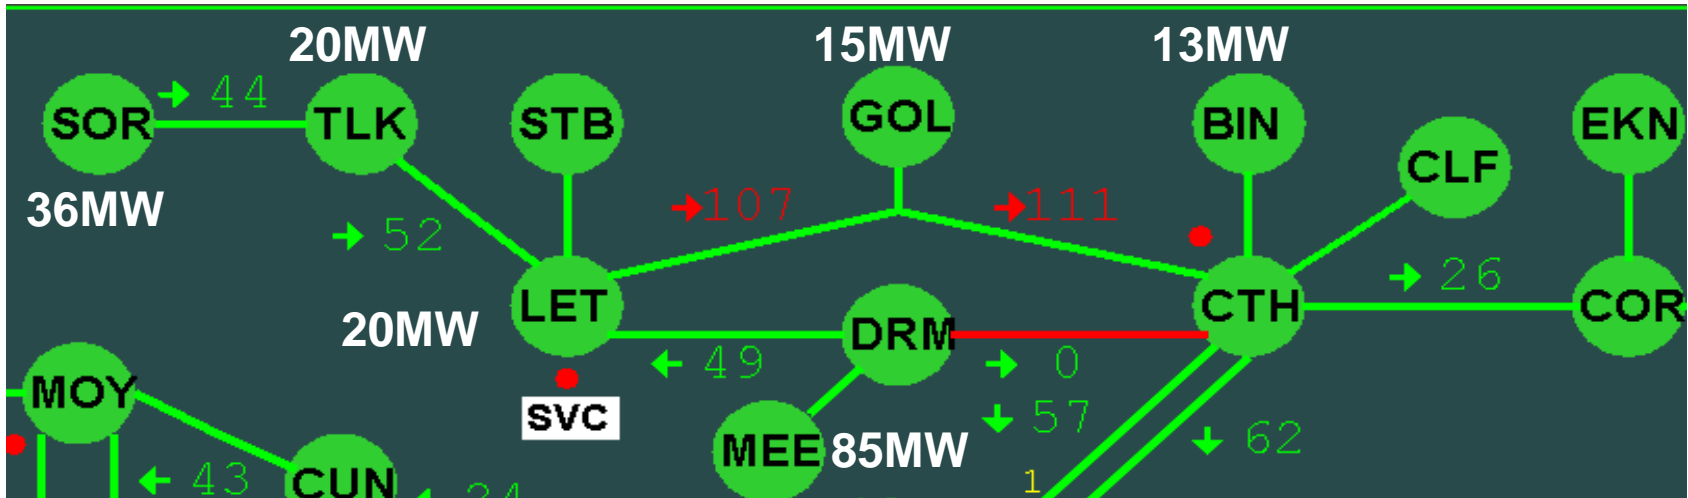 20MW
15MW
13MW
SOR
→ 44
TLK
STB
GOL
BIN
CLF
EKN
36MW
→ 52
→107
→111
LET
20MW
DRM
CTH
→ 26
COR
← 49
→ 0
MOY
SVC
↓ 57
↓ 62
MEE
85MW
← 43
CUN
1